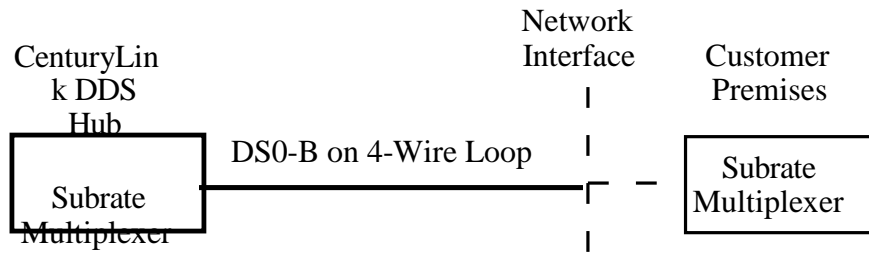 Network
Interface
CenturyLin
k DDS
Hub
Customer
Premises
DS0-B on 4-Wire Loop
Subrate
Multiplexer
Subrate
Multiplexer